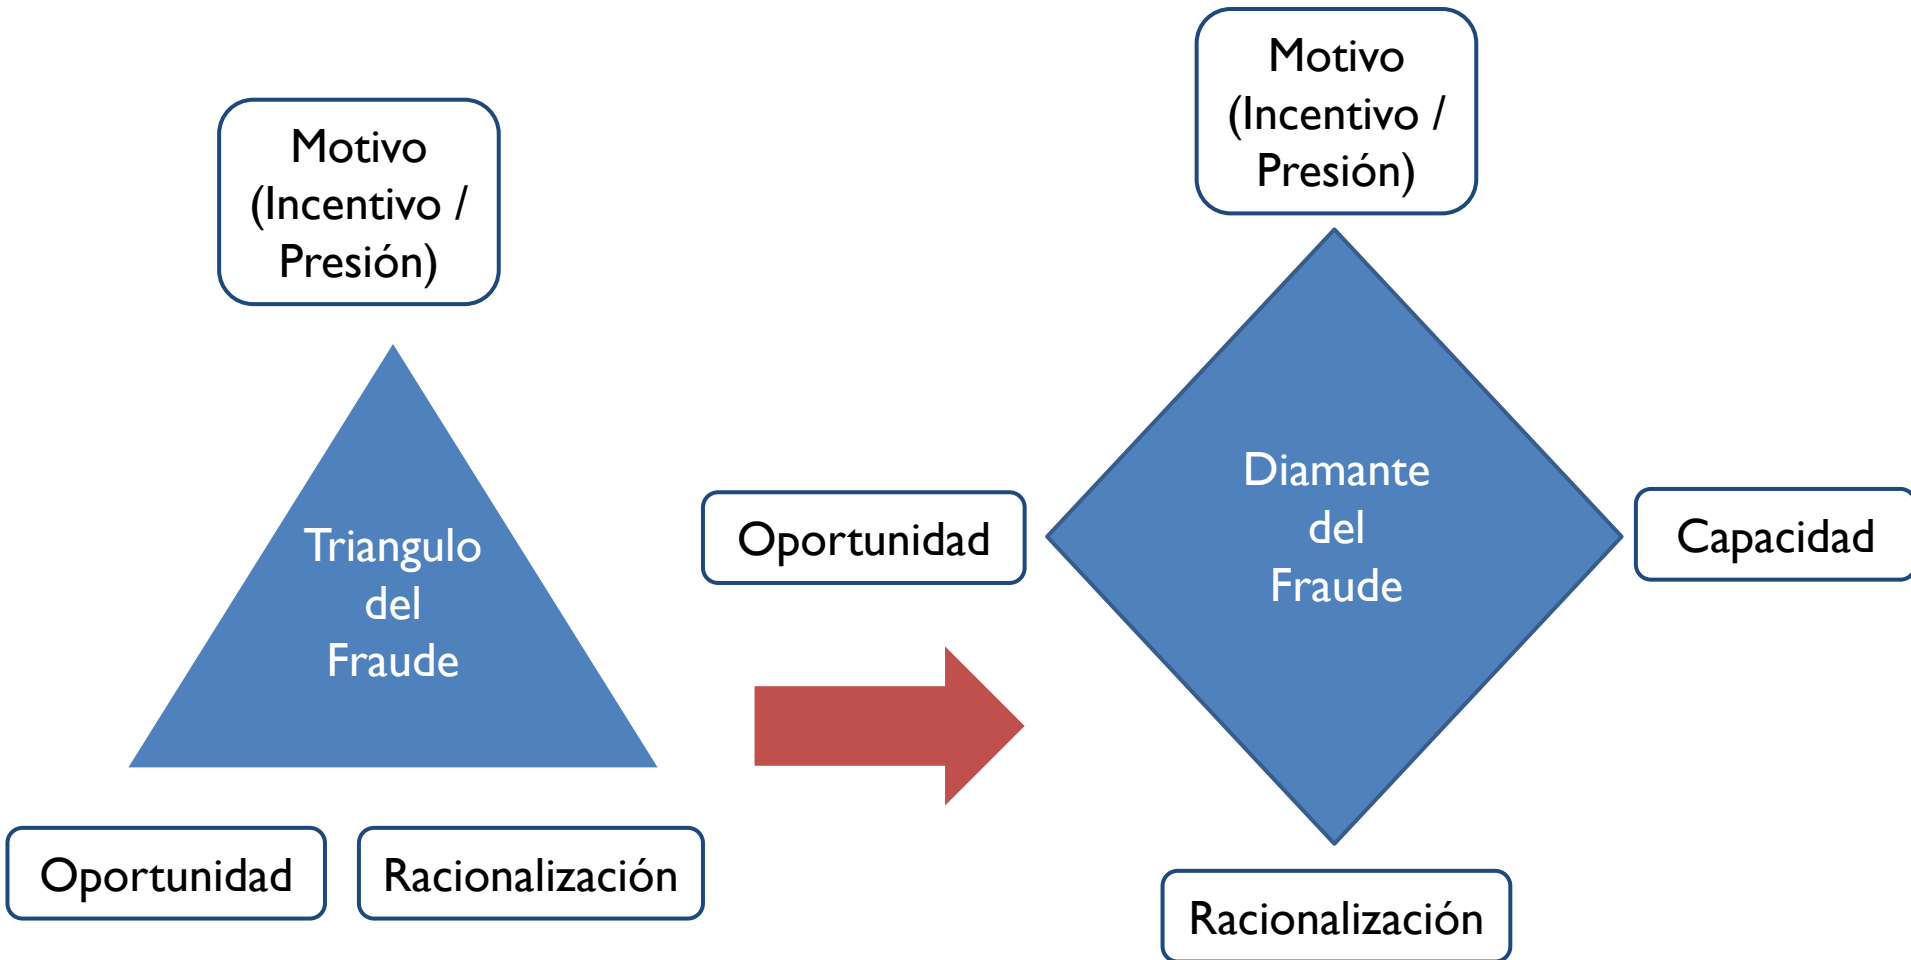 Motivo
(Incentivo /
Presión)
Triangulo
del
Fraude
Oportunidad
Racionalización
Motivo
(Incentivo /
Presión)
Oportunidad
Diamante
del
Fraude
Capacidad
Racionalización